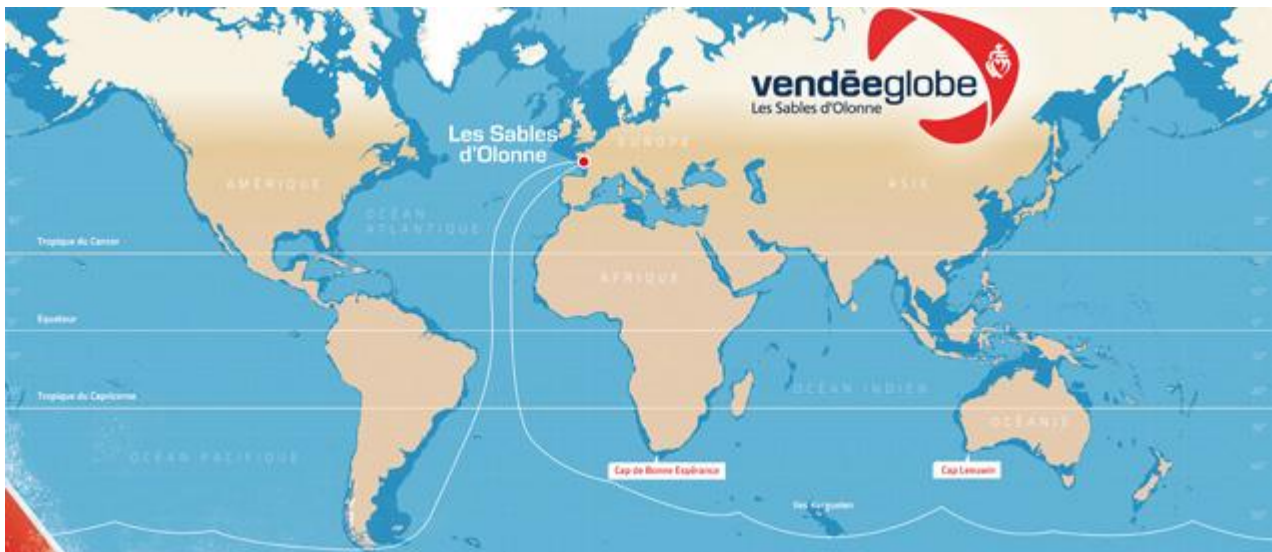 vendéeglobe
Les Sables d'Olonne
Les Sables
d'Olonne
EUROPE
AMÉRIQUE
ASIE
OCÉAN
ATLANTIQUE
Tropique du Cancer
AFRIQUE
Equateur
OCÉAN INDIEN
Tropique du Capricorne
OCÉANIE
OCÉAN PACIFIQUE
Cap de Bonne Espérance
Cap Leeuwin
Iles Kerguelen